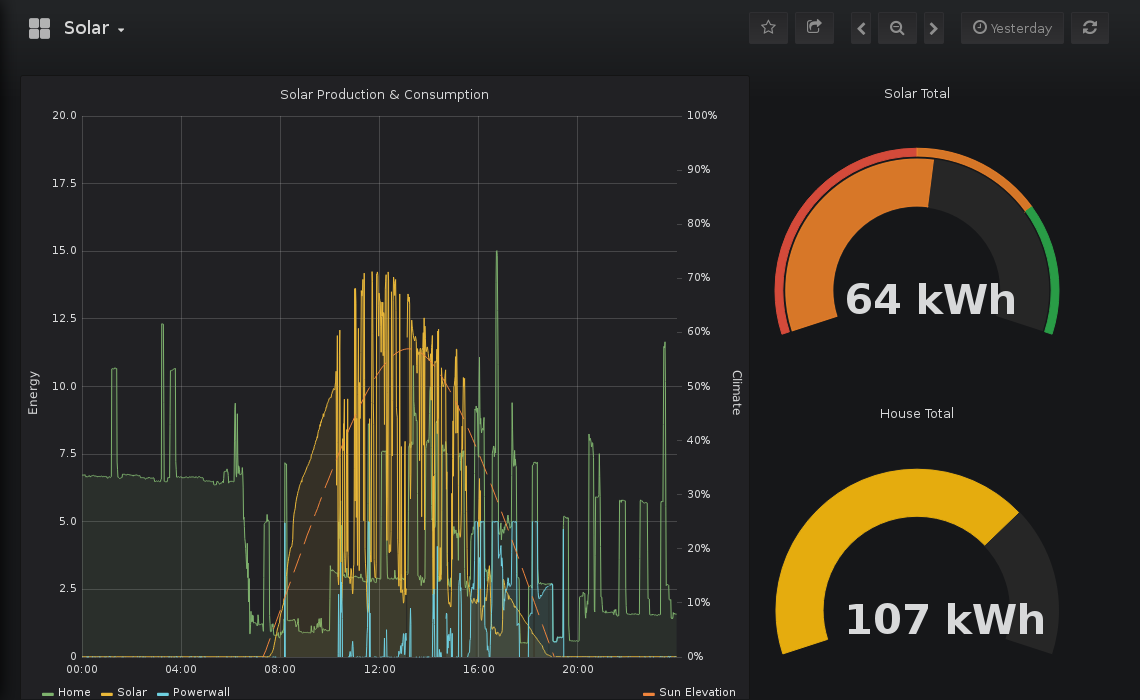 Solar
Yesterday
Solar Production & Consumption
20.0
17.5
15.0
12.5
10.0
7.5
5.0
2.5
0
100%
90%
80%
70%
60%
50%
40%
30%
20%
10%
0%
Energy
Climate
00:00 04:00 08:00 12:00 16:00 20:00
Home Solar Powerwall Sun Elevation
Solar Total
64 kWh
House Total
107 kWh